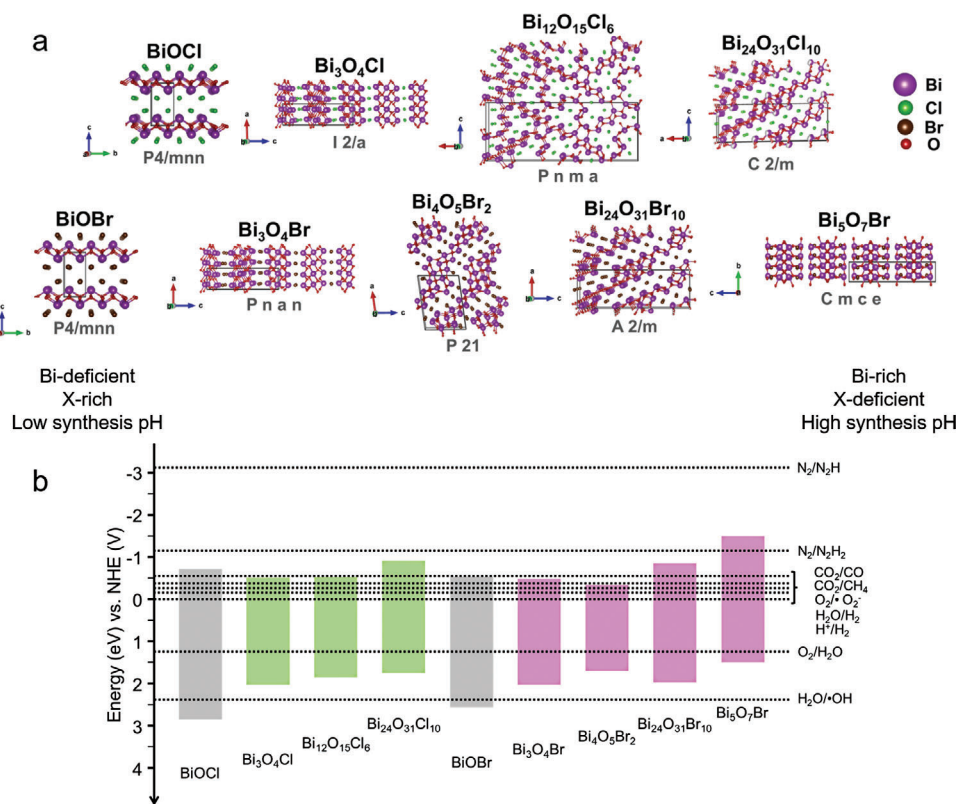 a
BiOCl
Bi3O4Cl
Bi12O15Cl6
Bi24O31Cl10
Bi
Cl
Br
O
c
b
P4/mnn
a
c
I 2/a
P n m a
c
a
C 2/m
BiOBr
Bi3O4Br
Bi4O5Br2
Bi24O31Br10
Bi5O7Br
c
b
P4/mnn
a
c
P n a n
a
c
P 21
a
c
A 2/m
b
c
C m c e
Bi-deficient
X-rich
Low synthesis pH
Bi-rich
X-deficient
High synthesis pH
b
Energy (eV) vs. NHE (V)
-3
-2
-1
0
1
2
3
4
N2/N2H
N2/N2H2
CO2/CO
CO2/CH4
O2/• O2-
H2O/H2
H+/H2
O2/H2O
H2O/•OH
BiOCl
Bi3O4Cl
Bi12O15Cl6
Bi24O31Cl10
BiOBr
Bi3O4Br
Bi4O5Br2
Bi24O31Br10
Bi5O7Br